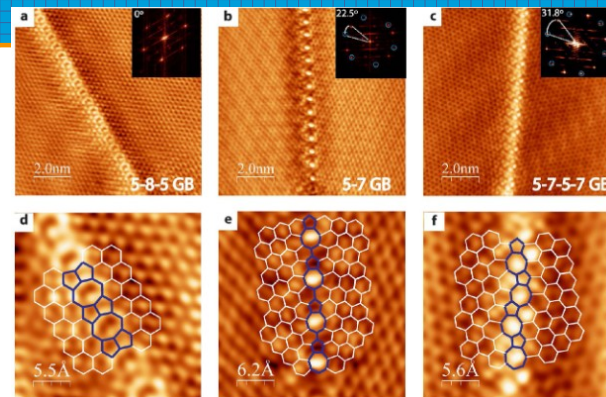 a
0°
2.0nm
5-8-5 GB
b
22.5°
2.0nm
5-7 GB
c
31.8°
2.0nm
5-7-5-7 GB
d
5.5Å
e
6.2Å
f
5.6Å